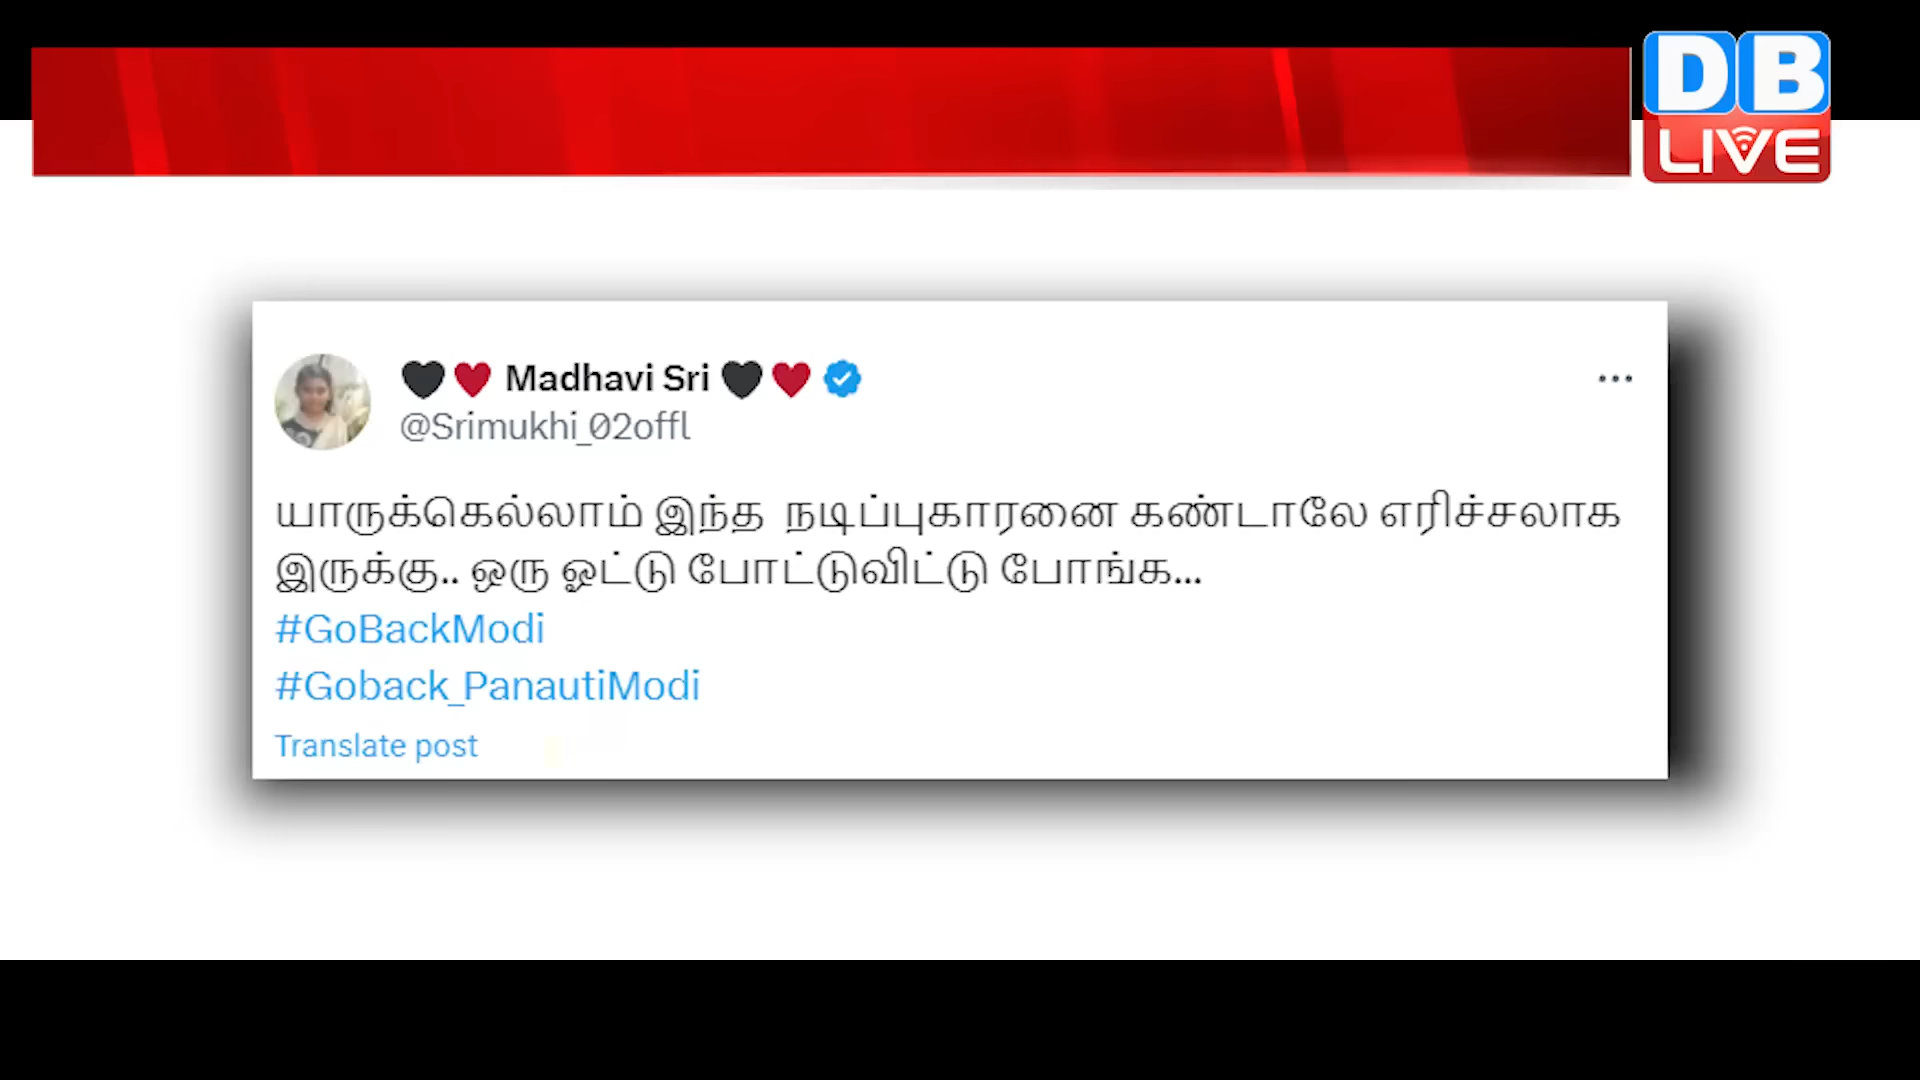 DB
LIVE
🖤♥️ Madhavi Sri 🖤♥️
@Srimukhi_02offl
யாருக்கெல்லாம் இந்த நடிப்புகாரனை கண்டாலே எரிச்சலாக
இருக்கு.. ஒரு ஓட்டு போட்டுவிட்டு போங்க...
#GoBackModi
#Goback_PanautiModi
Translate post